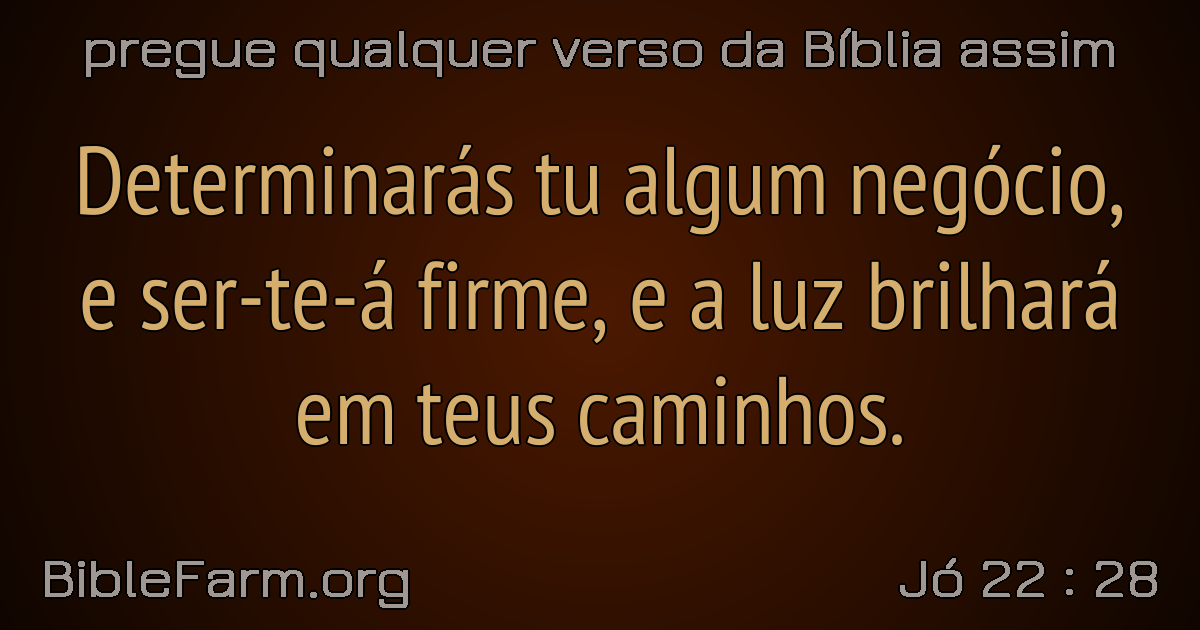 pregue qualquer verso da Bíblia assim
Determinarás tu algum negócio,
e ser-te-á firme, e a luz brilhará
em teus caminhos.
BibleFarm.org
Jó 22 : 28